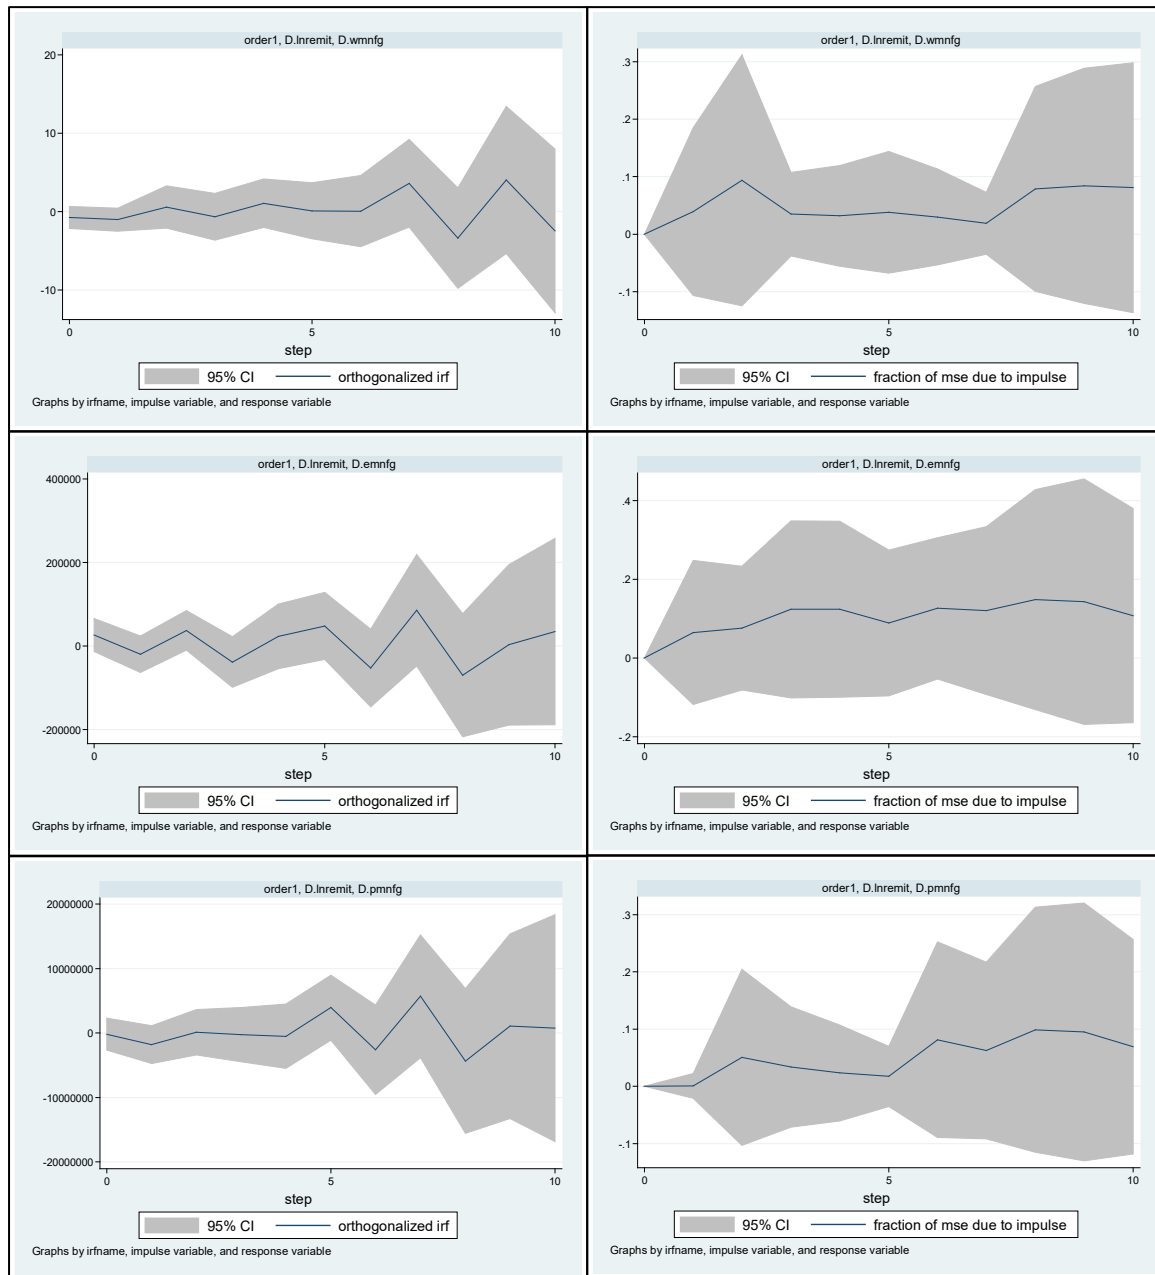 order1, D.lnremit, D.wmnfg
20
10
0
-10
0
5
10
step
95% CI
orthogonalized irf
Graphs by irfname, impulse variable, and response variable
order1, D.lnremit, D.wmnfg
.3
.2
.1
0
-.1
0
5
10
step
95% CI
fraction of mse due to impulse
Graphs by irfname, impulse variable, and response variable
order1, D.lnremit, D.emnfg
400000
200000
0
-200000
0
5
10
step
95% CI
orthogonalized irf
Graphs by irfname, impulse variable, and response variable
order1, D.lnremit, D.emnfg
.4
.2
0
-.2
0
5
10
step
95% CI
fraction of mse due to impulse
Graphs by irfname, impulse variable, and response variable
order1, D.lnremit, D.pmnfg
20000000
10000000
0
-10000000
-20000000
0
5
10
step
95% CI
orthogonalized irf
Graphs by irfname, impulse variable, and response variable
order1, D.lnremit, D.pmnfg
.3
.2
.1
0
-.1
0
5
10
step
95% CI
fraction of mse due to impulse
Graphs by irfname, impulse variable, and response variable